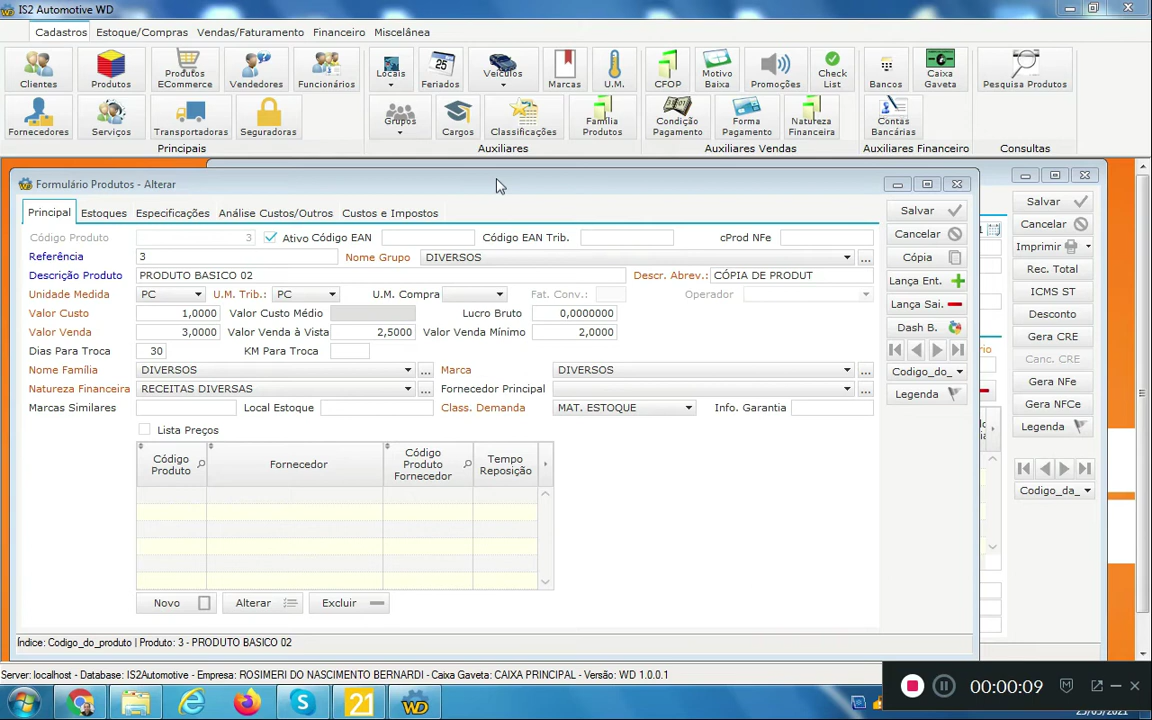 IS2 Automotive WD
Cadastros Estoque/Compras Vendas/Faturamento Financeiro Miscelânea
Clientes Produtos Produtos ECommerce Vendedores Funcionários Locais Feriados Veículos Marcas U.M. CFOP Motivo Baixa Promoções Check List Bancos Caixa Gaveta Pesquisa Produtos
Fornecedores Serviços Transportadoras Seguradoras Grupos Cargos Classificações Família Produtos Condição Pagamento Forma Pagamento Natureza Financeira Contas Bancárias
Principais Auxiliares Auxiliares Vendas Auxiliares Financeiro Consultas
Formulário Produtos - Alterar
Principal Estoques Especificações Análise Custos/Outros Custos e Impostos
Código Produto 3 Ativo Código EAN Código EAN Trib. cProd NFe
Referência 3 Nome Grupo DIVERSOS ...
Descrição Produto PRODUTO BASICO 02 Descr. Abrev.: CÓPIA DE PRODUT
Unidade Medida PC U.M. Trib.: PC U.M. Compra Fat. Conv.: Operador
Valor Custo 1,0000 Valor Custo Médio Lucro Bruto 0,0000000
Valor Venda 3,0000 Valor Venda à Vista 2,5000 Valor Venda Mínimo 2,0000
Dias Para Troca 30 KM Para Troca
Nome Família DIVERSOS ... Marca DIVERSOS ...
Natureza Financeira RECEITAS DIVERSAS ... Fornecedor Principal ...
Marcas Similares Local Estoque Class. Demanda MAT. ESTOQUE Info. Garantia
Lista Preços
Código Produto Fornecedor Código Produto Fornecedor Tempo Reposição
Novo Alterar Excluir
Índice: Codigo_do_produto | Produto: 3 - PRODUTO BASICO 02
Salvar
Cancelar
Cópia
Lança Ent.
Lança Sai.
Dash B.
Codigo_do_
Legenda
Salvar
Cancelar
Imprimir
Rec. Total
ICMS ST
Desconto
Gera CRE
Canc. CRE
Gera NFe
Gera NFCe
Legenda
Codigo_da_
Server: localhost - Database: IS2Automotive - Empresa: ROSIMERI DO NASCIMENTO BERNARDI - Caixa Gaveta: CAIXA PRINCIPAL - Versão: WD 1.0.0.1
00:00:09